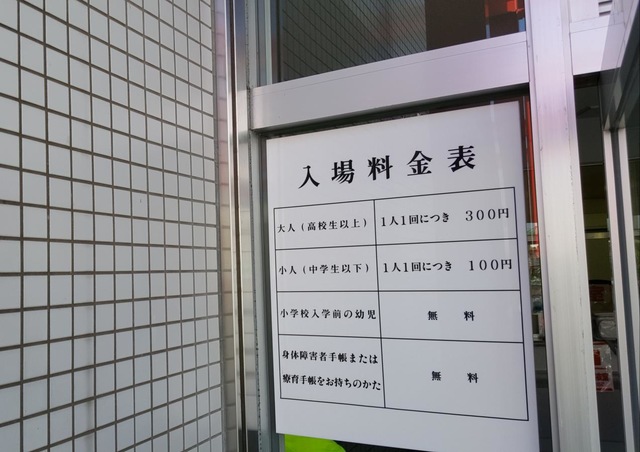 入場料金表
大人(高校生以上) 1人1回につき 300円
小人(中学生以下) 1人1回につき 100円
小学校入学前の幼児 無料
身体障害者手帳または
療育手帳をお持ちのかた 無料